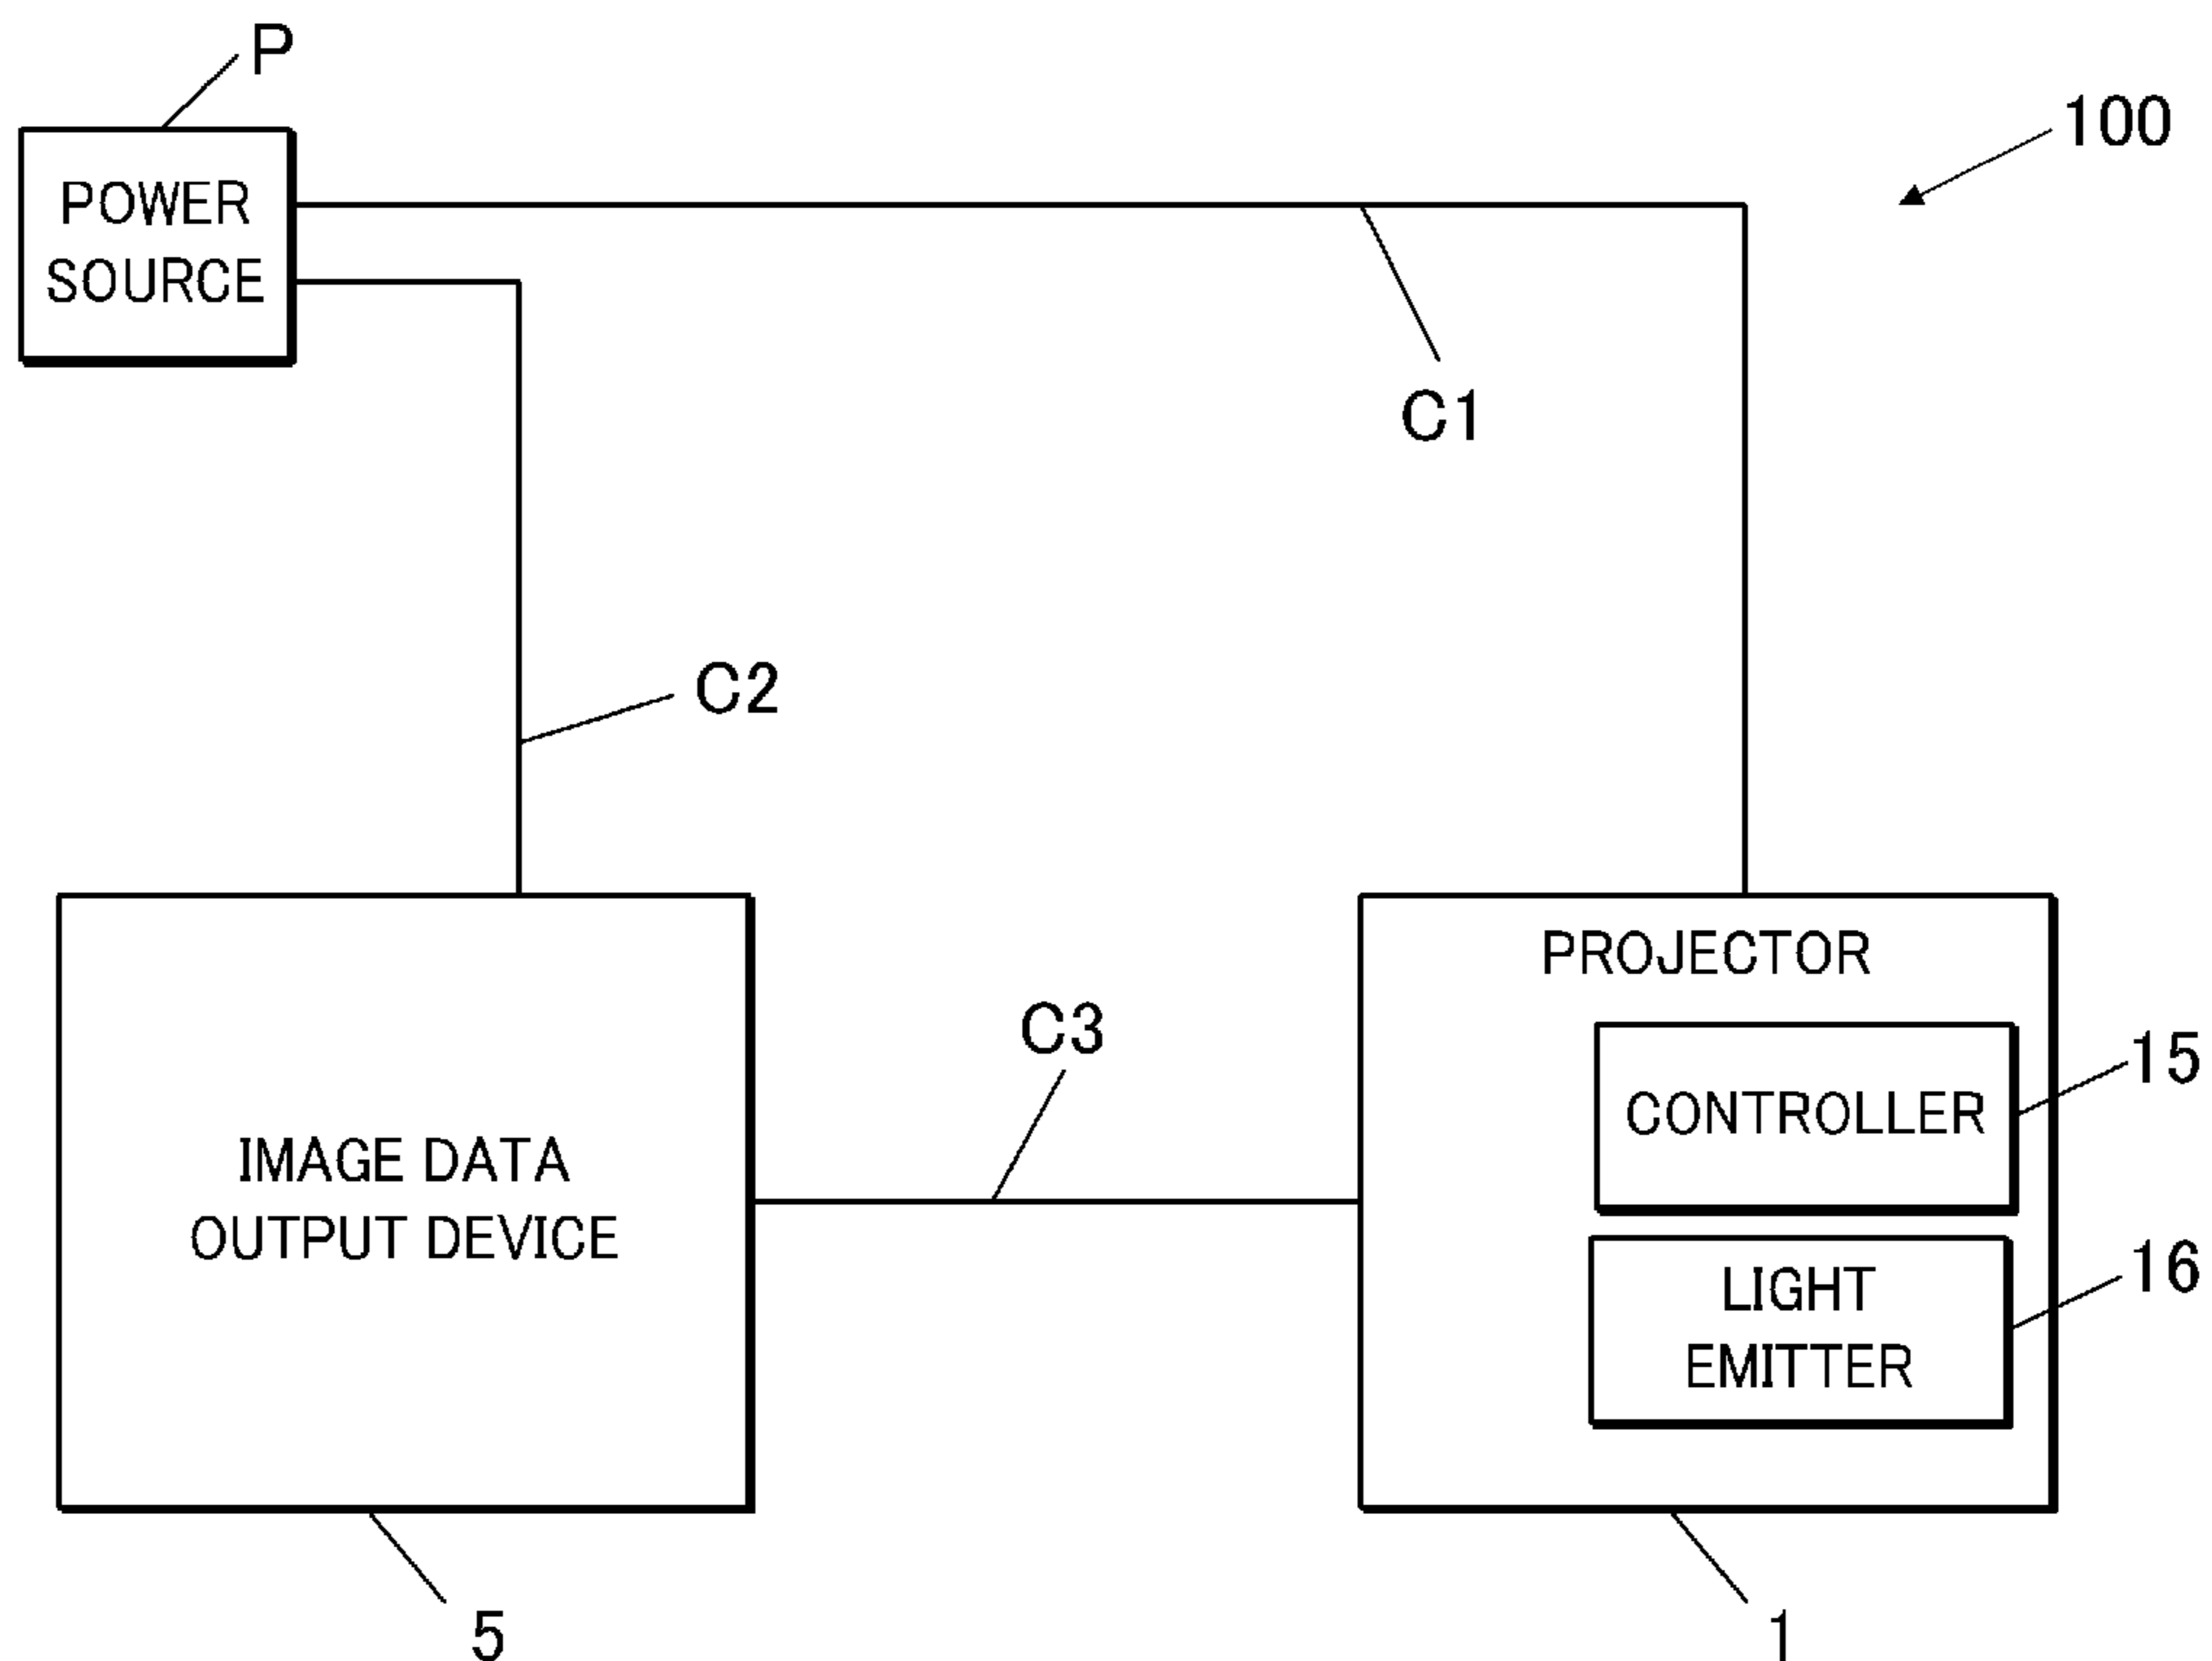 P
100
POWER
SOURCE
C1
C2
PROJECTOR
C3
15
CONTROLLER
IMAGE DATA
OUTPUT DEVICE
16
LIGHT
EMITTER
5
1